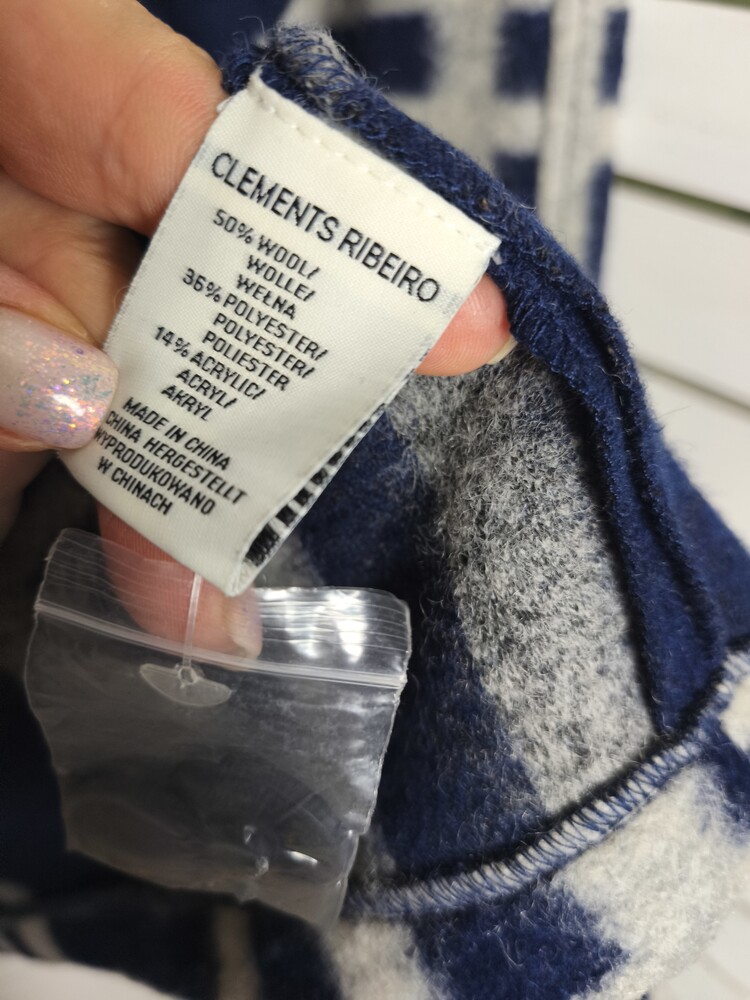 CLEMENTS RIBEIRO
50% WOOL/
WOLLE/
WEŁNA
36% POLYESTER/
POLYESTER/
POLIESTER
14% ACRYLIC/
ACRYL/
AKRYL
MADE IN CHINA
CHINA HERGESTELLT
WYPRODUKOWANO
W CHINACH